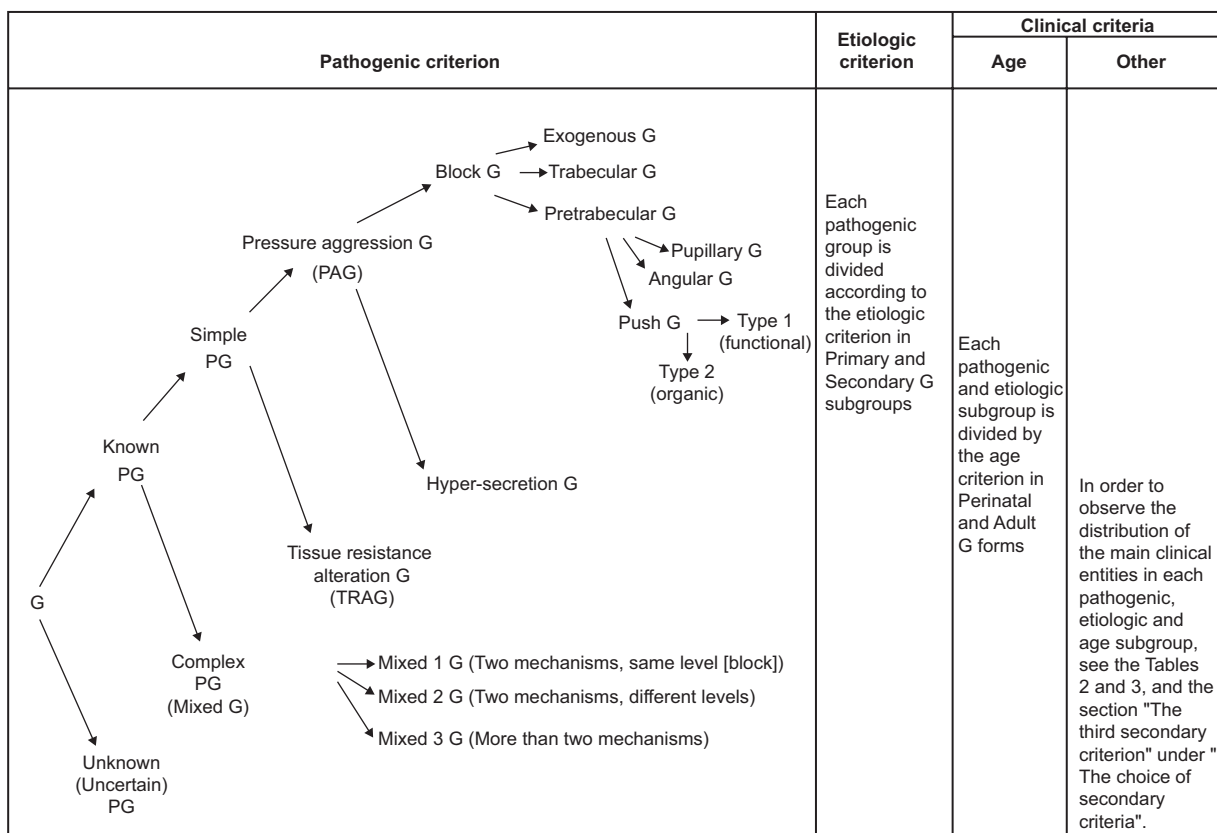 Pathogenic criterion
Etiologic
criterion
Clinical criteria
Age
Other
Exogenous G
Block G
Trabecular G
Pretrabecular G
Pressure aggression G
(PAG)
Pupillary G
Angular G
Push G
Type 1
(functional)
Type 2
(organic)
Simple
PG
Known
PG
Hyper-secretion G
Tissue resistance
alteration G
(TRAG)
G
Complex
PG
(Mixed G)
Mixed 1 G (Two mechanisms, same level [block])
Mixed 2 G (Two mechanisms, different levels)
Mixed 3 G (More than two mechanisms)
Unknown
(Uncertain)
PG
Each
pathogenic
group is
divided
according to
the etiologic
criterion in
Primary and
Secondary G
subgroups
Each
pathogenic
and etiologic
subgroup is
divided by
the age
criterion in
Perinatal
and Adult
G forms
In order to
observe the
distribution of
the main clinical
entities in each
pathogenic,
etiologic and
age subgroup,
see the Tables
2 and 3, and the
section "The
third secondary
criterion" under "
The choice of
secondary
criteria".